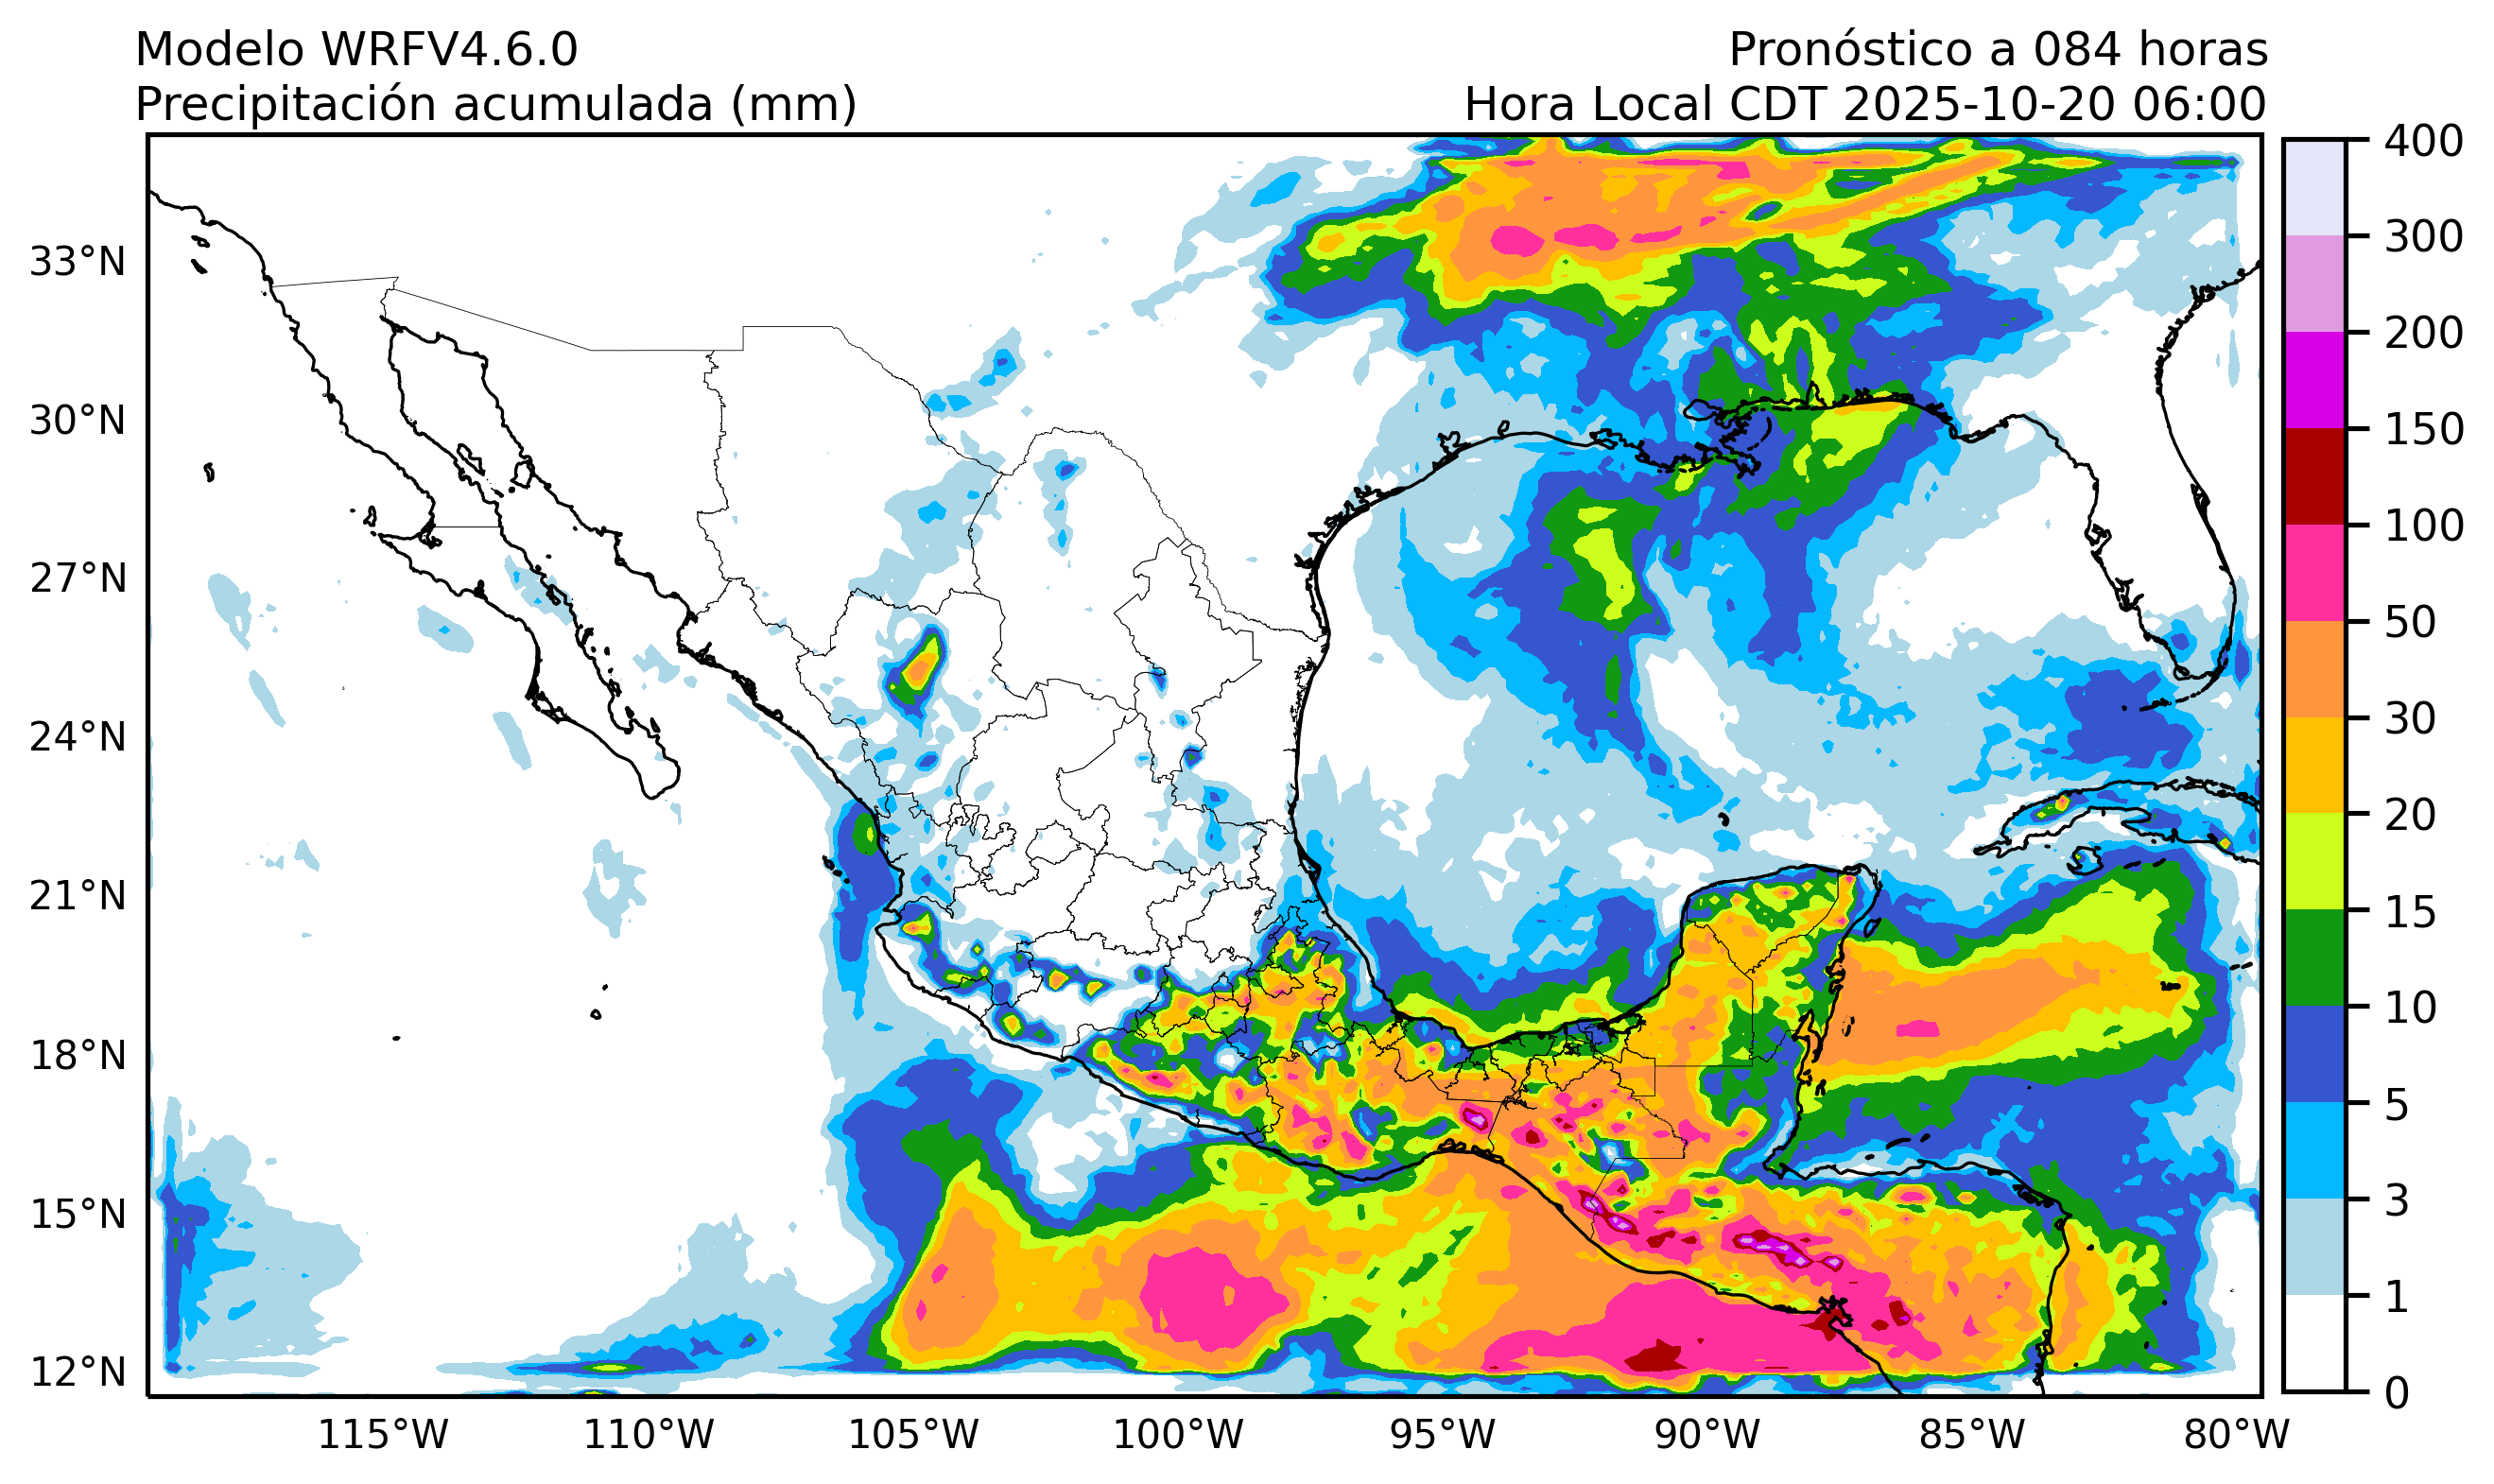 Modelo WRFV4.6.0
Pronóstico a 084 horas
Precipitación acumulada (mm)
Hora Local CDT 2025-10-20 06:00
400
300
200
150
100
50
30
20
15
10
5
3
1
0
33°N
30°N
27°N
24°N
21°N
18°N
15°N
12°N
115°W
110°W
105°W
100°W
95°W
90°W
85°W
80°W